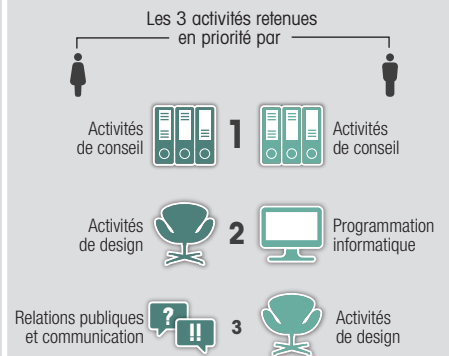 Les 3 activités retenues
en priorité par
Activités
de conseil
1
Activités
de conseil
Activités
de design
2
Programmation
informatique
Relations publiques
et communication
?
!!
3
Activités
de design